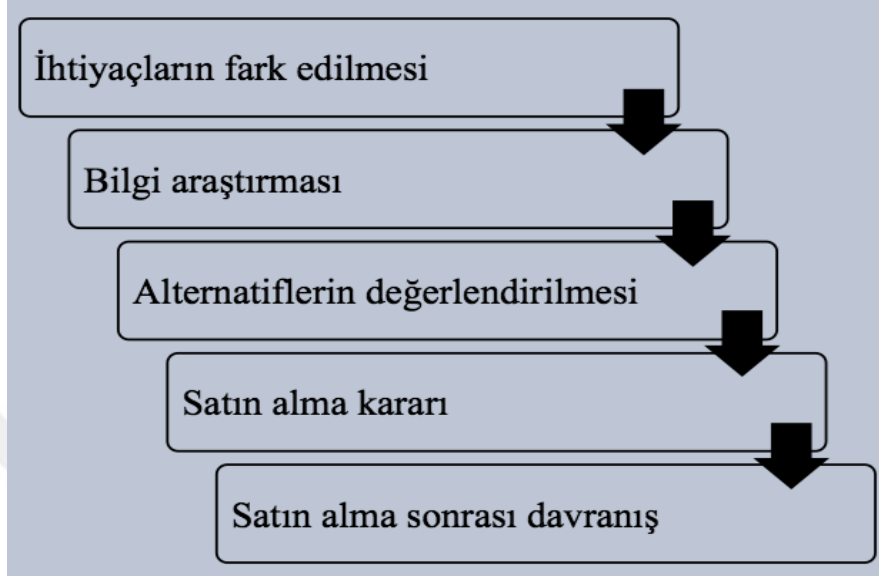 İhtiyaçların fark edilmesi
Bilgi araştırması
Alternatiflerin değerlendirilmesi
Satın alma kararı
Satın alma sonrası davranış